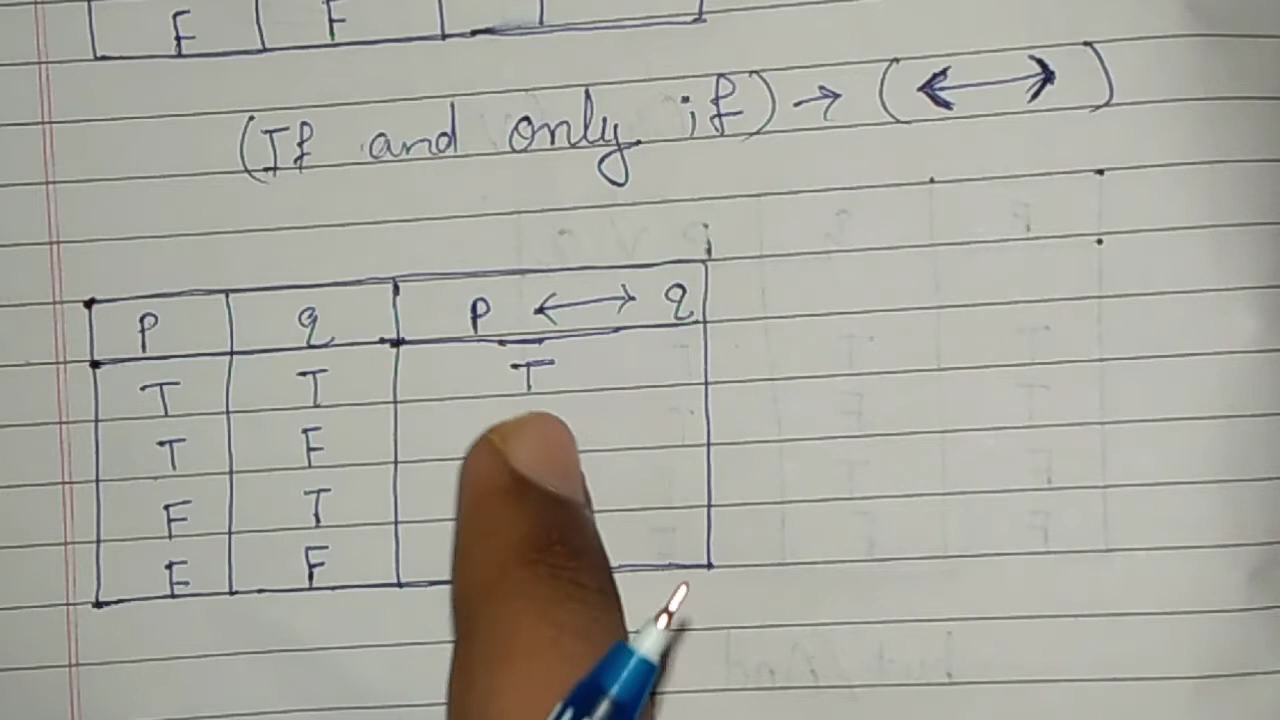 F F
(If and only if) → (↔)
p q p ↔ q
T T T
T F
F T
F F